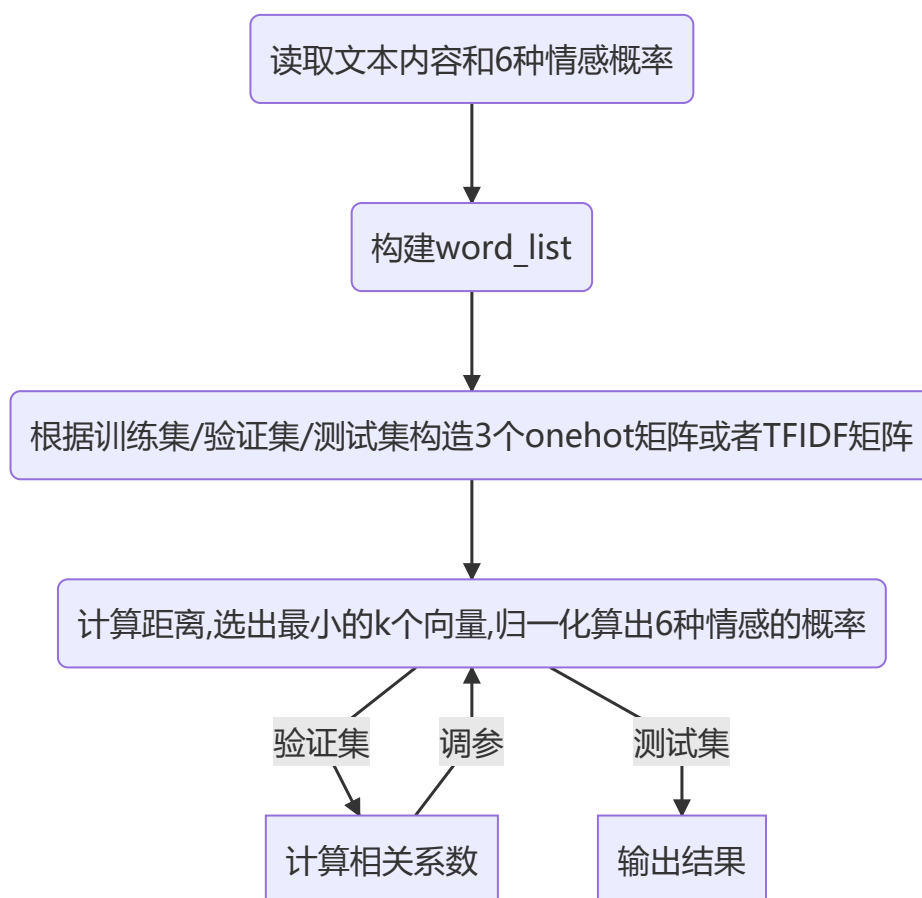 读取文本内容和6种情感概率
构建word_list
根据训练集/验证集/测试集构造3个onehot矩阵或者TFIDF矩阵
计算距离,选出最小的k个向量,归一化算出6种情感的概率
验证集
调参
测试集
计算相关系数
输出结果